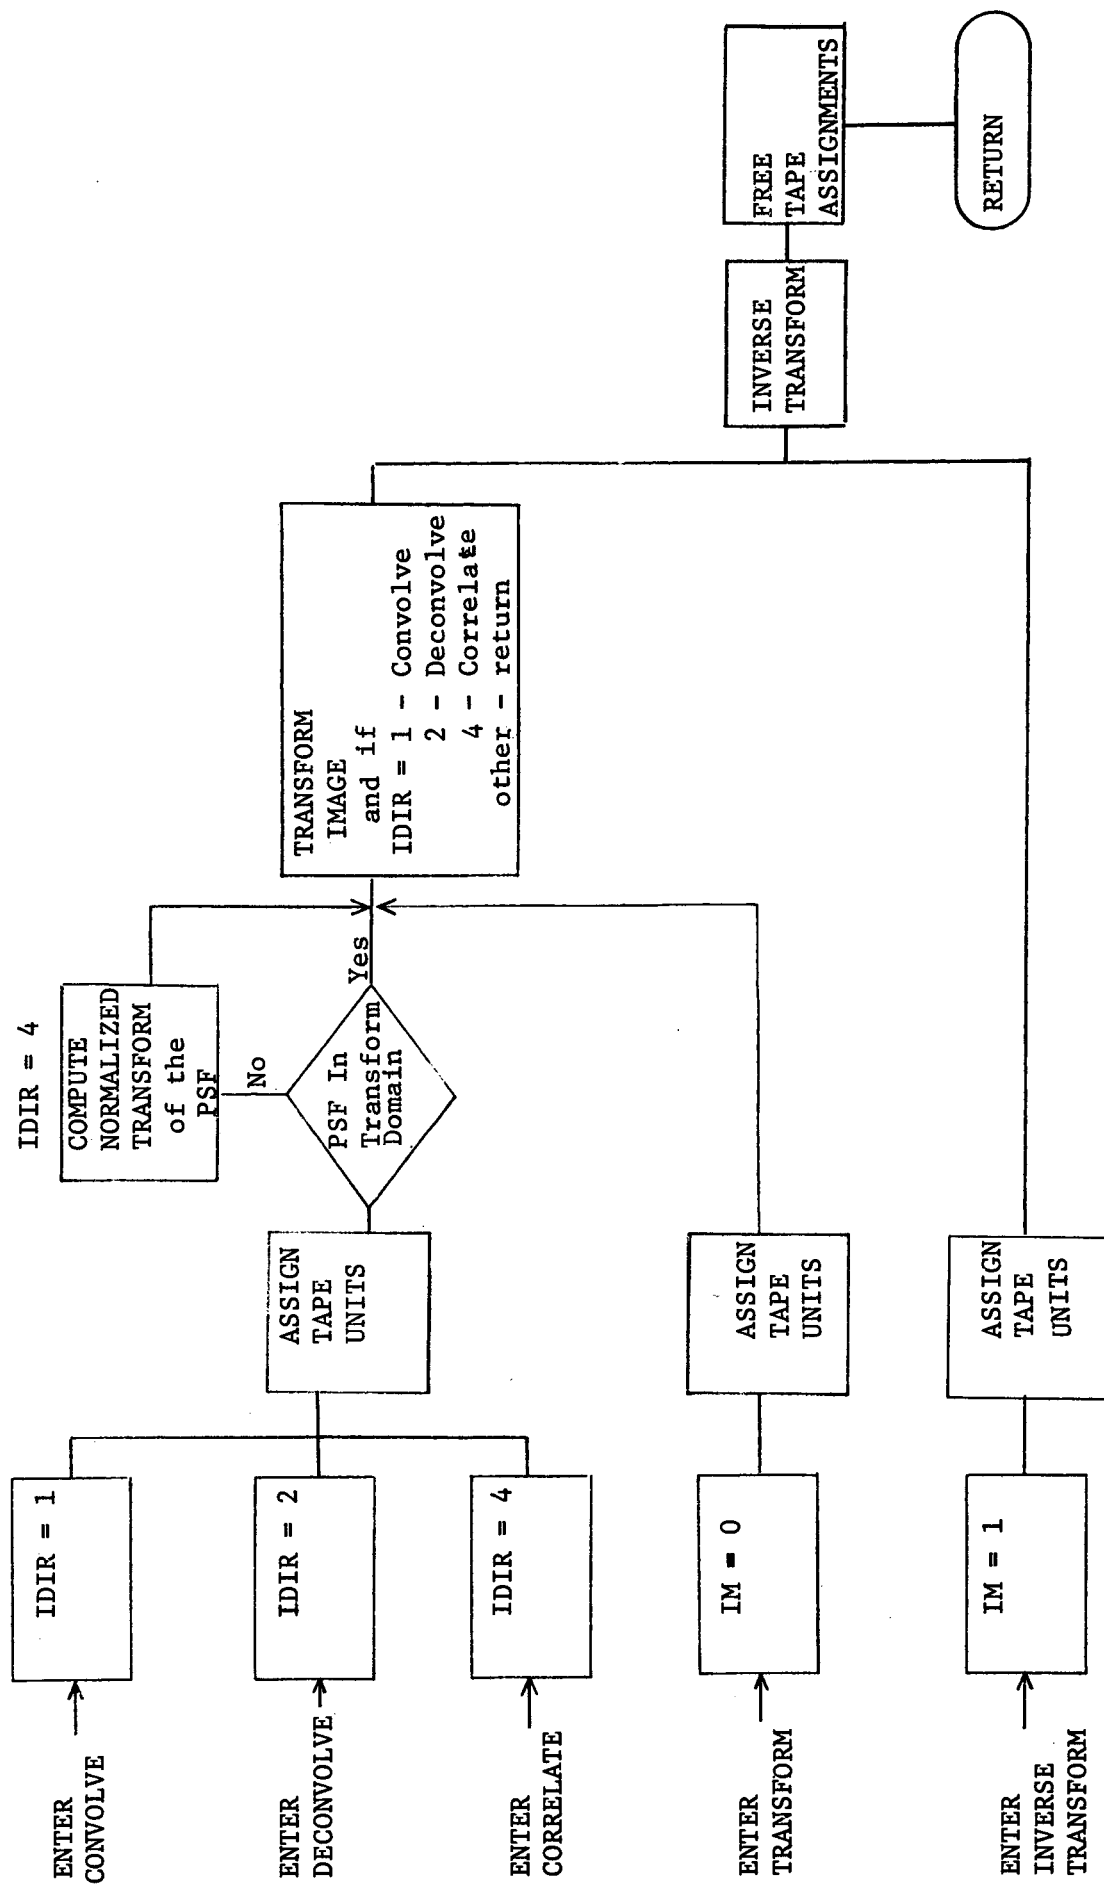 ENTER
CONVOLVE
IDIR = 1
ENTER
DECONVOLVE
IDIR = 2
ENTER
CORRELATE
IDIR = 4
ASSIGN
TAPE
UNITS
PSF In
Transform
Domain
No
Yes
IDIR = 4
COMPUTE
NORMALIZED
TRANSFORM
of the
PSF
TRANSFORM
IMAGE
and if
IDIR = 1 - Convolve
2 - Deconvolve
4 - Correlate
other - return
ENTER
TRANSFORM
IM = 0
ASSIGN
TAPE
UNITS
ENTER
INVERSE
TRANSFORM
IM = 1
ASSIGN
TAPE
UNITS
INVERSE
TRANSFORM
FREE
TAPE
ASSIGNMENTS
RETURN